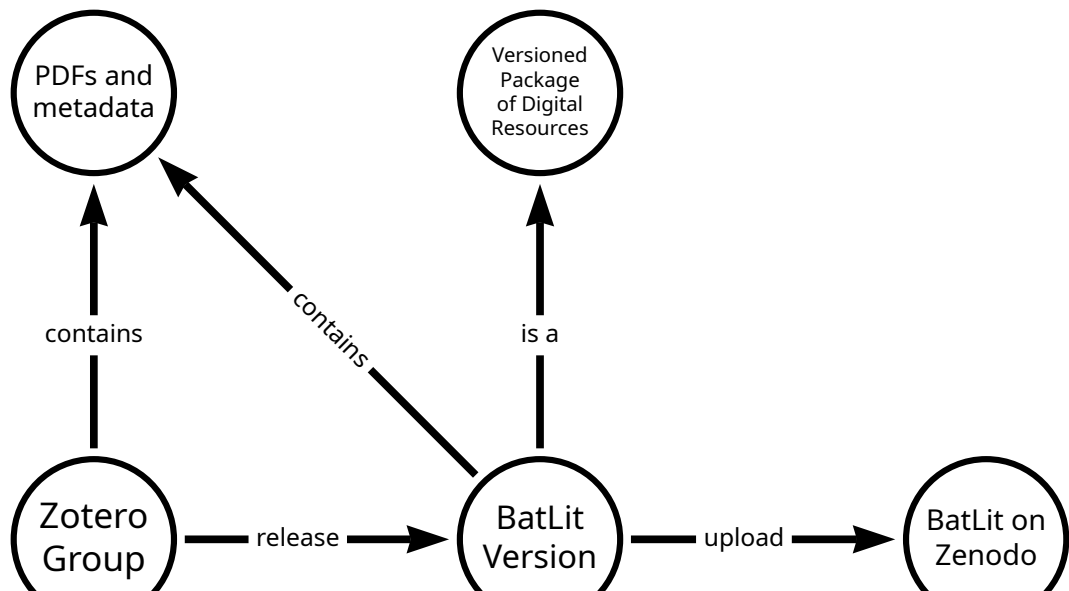 PDFs and
metadata
Versioned
Package
of Digital
Resources
contains
contains
is a
Zotero
Group
release
BatLit
Version
upload
BatLit on
Zenodo